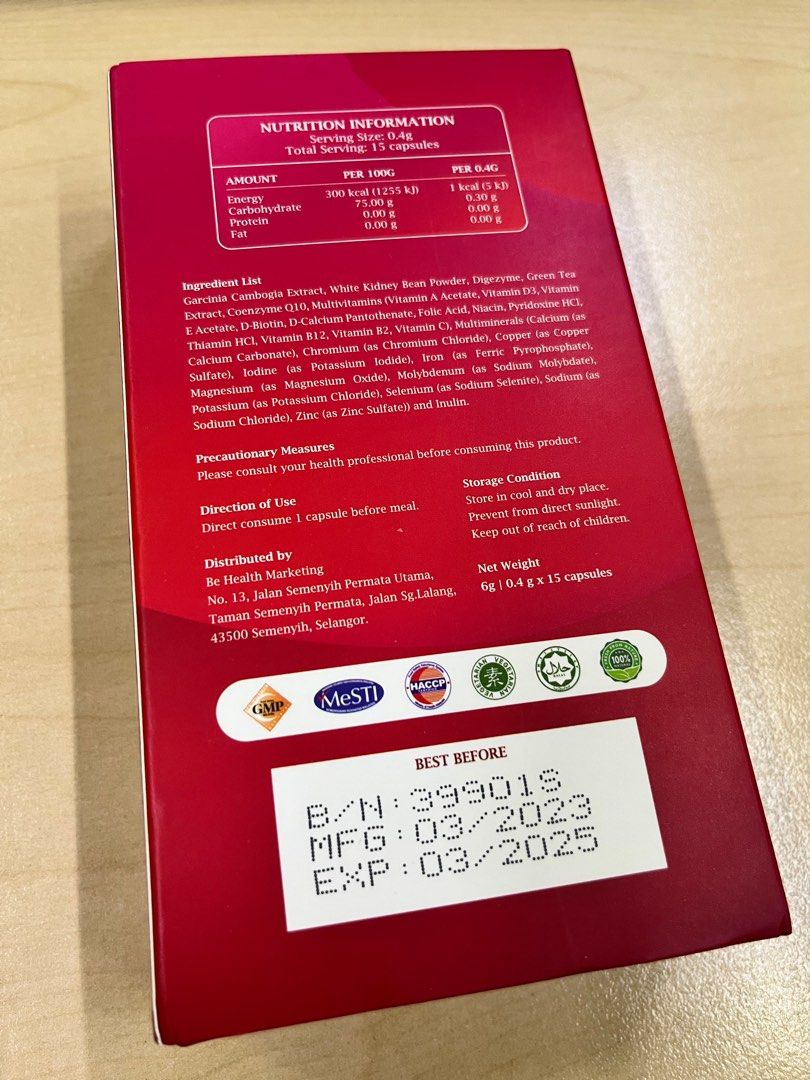 NUTRITION INFORMATION
Serving Size: 0.4g
Total Serving: 15 capsules
AMOUNT PER 100G PER 0.4G
Energy 300 kcal (1255 kJ) 1 kcal (5 kJ)
Carbohydrate 75.00 g 0.30 g
Protein 0.00 g 0.00 g
Fat 0.00 g 0.00 g
Ingredient List
Garcinia Cambogia Extract, White Kidney Bean Powder, Digezyme, Green Tea
Extract, Coenzyme Q10, Multivitamins (Vitamin A Acetate, Vitamin D3, Vitamin
E Acetate, D-Biotin, D-Calcium Pantothenate, Folic Acid, Niacin, Pyridoxine HCl,
Thiamin HCl, Vitamin B12, Vitamin B2, Vitamin C), Multiminerals (Calcium (as
Calcium Carbonate), Chromium (as Chromium Chloride), Copper (as Copper
Sulfate), Iodine (as Potassium Iodide), Iron (as Ferric Pyrophosphate),
Magnesium (as Magnesium Oxide), Molybdenum (as Sodium Molybdate),
Potassium (as Potassium Chloride), Selenium (as Sodium Selenite), Sodium (as
Sodium Chloride), Zinc (as Zinc Sulfate)) and Inulin.
Precautionary Measures
Please consult your health professional before consuming this product.
Direction of Use
Direct consume 1 capsule before meal.
Storage Condition
Store in cool and dry place.
Prevent from direct sunlight.
Keep out of reach of children.
Distributed by
Be Health Marketing
No. 13, Jalan Semenyih Permata Utama,
Taman Semenyih Permata, Jalan Sg.Lalang,
43500 Semenyih, Selangor.
Net Weight
6g | 0.4 g x 15 capsules
GMP
MeSTI
HACCP
VEGETARIAN VEGETARIAN
素
حلال
HALAL
100%
BEST BEFORE
B/N:39901S
MFG:03/2023
EXP:03/2025